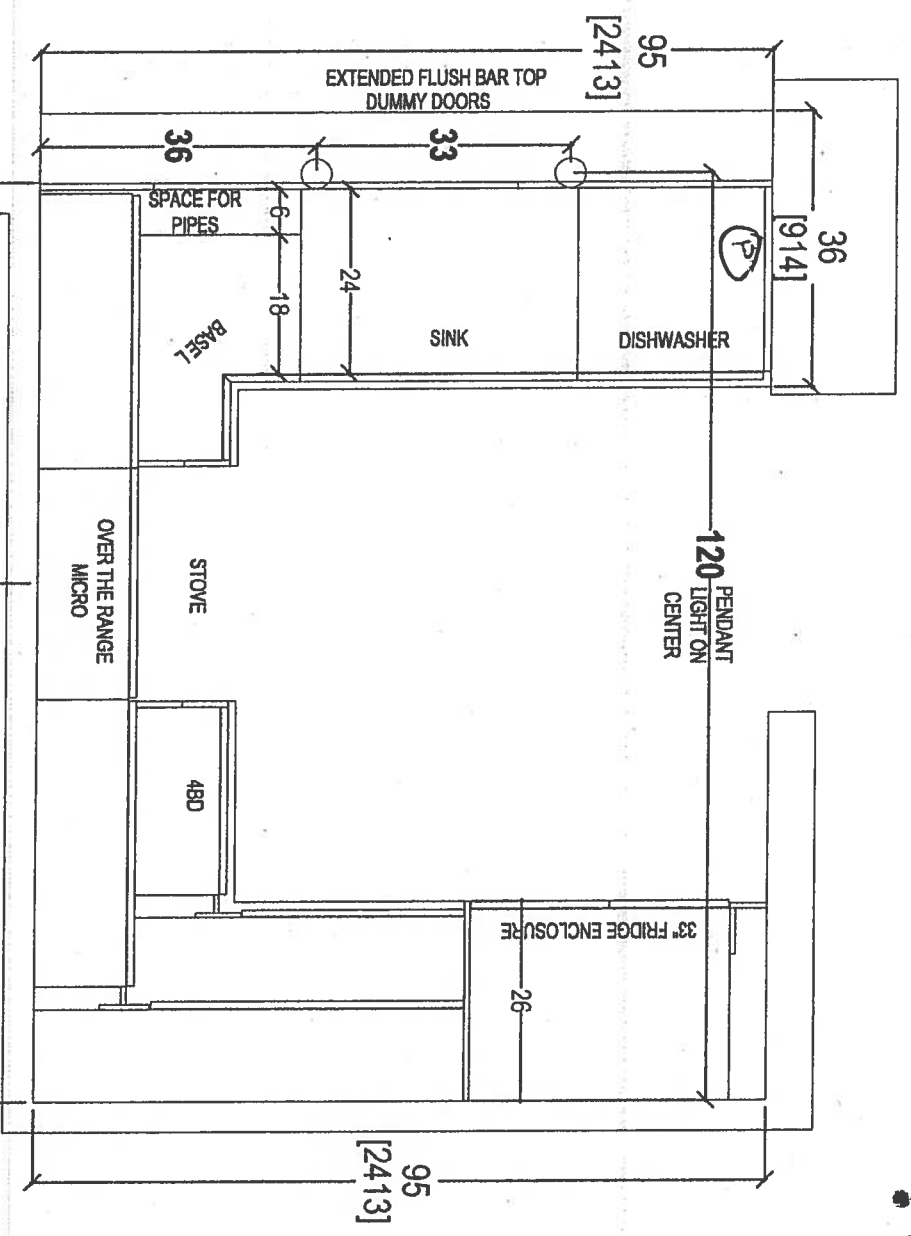 95
[2413]
EXTENDED FLUSH BAR TOP
DUMMY DOORS
36
33
36
[914]
SPACE FOR
PIPES
6
18
24
BASE L
SINK
DISHWASHER
120
PENDANT
LIGHT ON
CENTER
OVER THE RANGE
MICRO
STOVE
4BD
33" FRIDGE ENCLOSURE
26
95
[2413]